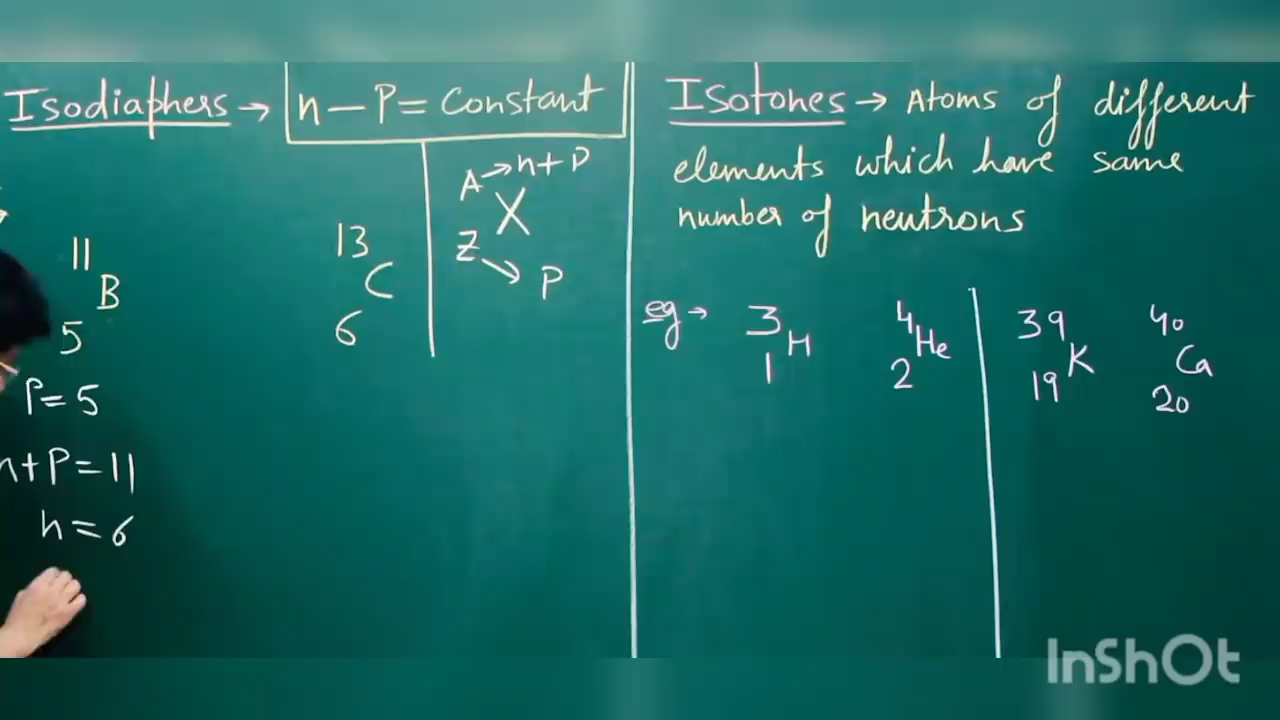 Isodiaphers → n – P = Constant
A → n + P
X
Z → P
11
B
5
13
C
6
P = 5
n + P = 11
n = 6
Isotones → Atoms of different
elements which have same
number of neutrons
eg → 3 H 1 4 He 2 39 K 19 40 Ca 20
InShOt